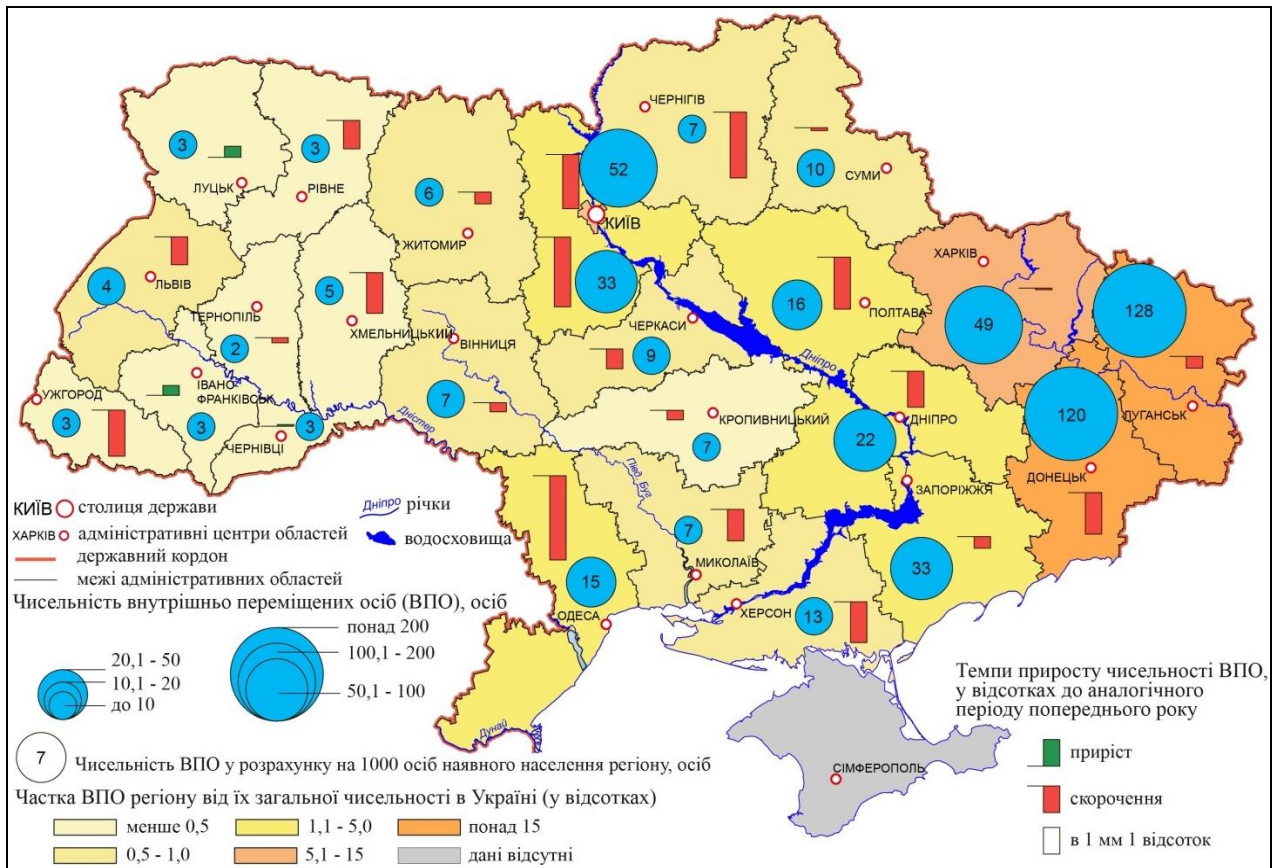 ЧЕРНІГІВ
7
3
3
52
10
СУМИ
ЛУЦЬК
РІВНЕ
6
КИЇВ
ЖИТОМИР
ХАРКІВ
ЛЬВІВ
4
5
33
16
128
ТЕРНОПІЛЬ
ХМЕЛЬНИЦЬКИЙ
ПОЛТАВА
ЧЕРКАСИ
49
ВІННИЦЯ
2
9
Дніпро
ІВАНО-
ФРАНКІВСЬК
УЖГОРОД
7
120
ЛУГАНСЬК
3
3
3
КРОПИВНИЦЬКИЙ
ДНІПРО
ЧЕРНІВЦІ
Дністер
7
22
ДОНЕЦЬК
Півд. Буг
ЗАПОРІЖЖЯ
7
МИКОЛАЇВ
33
15
ОДЕСА
ХЕРСОН
13
Дунай
СІМФЕРОПОЛЬ
КИЇВ столиця держави
Дніпро річки
ХАРКІВ адміністративні центри областей
водосховища
державний кордон
межі адміністративних областей
Чисельність внутрішньо переміщених осіб (ВПО), осіб
20,1 - 50
10,1 - 20
до 10
понад 200
100,1 - 200
50,1 - 100
7 Чисельність ВПО у розрахунку на 1000 осіб наявного населення регіону, осіб
Частка ВПО регіону від їх загальної чисельності в Україні (у відсотках)
менше 0,5
1,1 - 5,0
понад 15
0,5 - 1,0
5,1 - 15
дані відсутні
Темпи приросту чисельності ВПО,
у відсотках до аналогічного
періоду попереднього року
приріст
скорочення
в 1 мм 1 відсоток